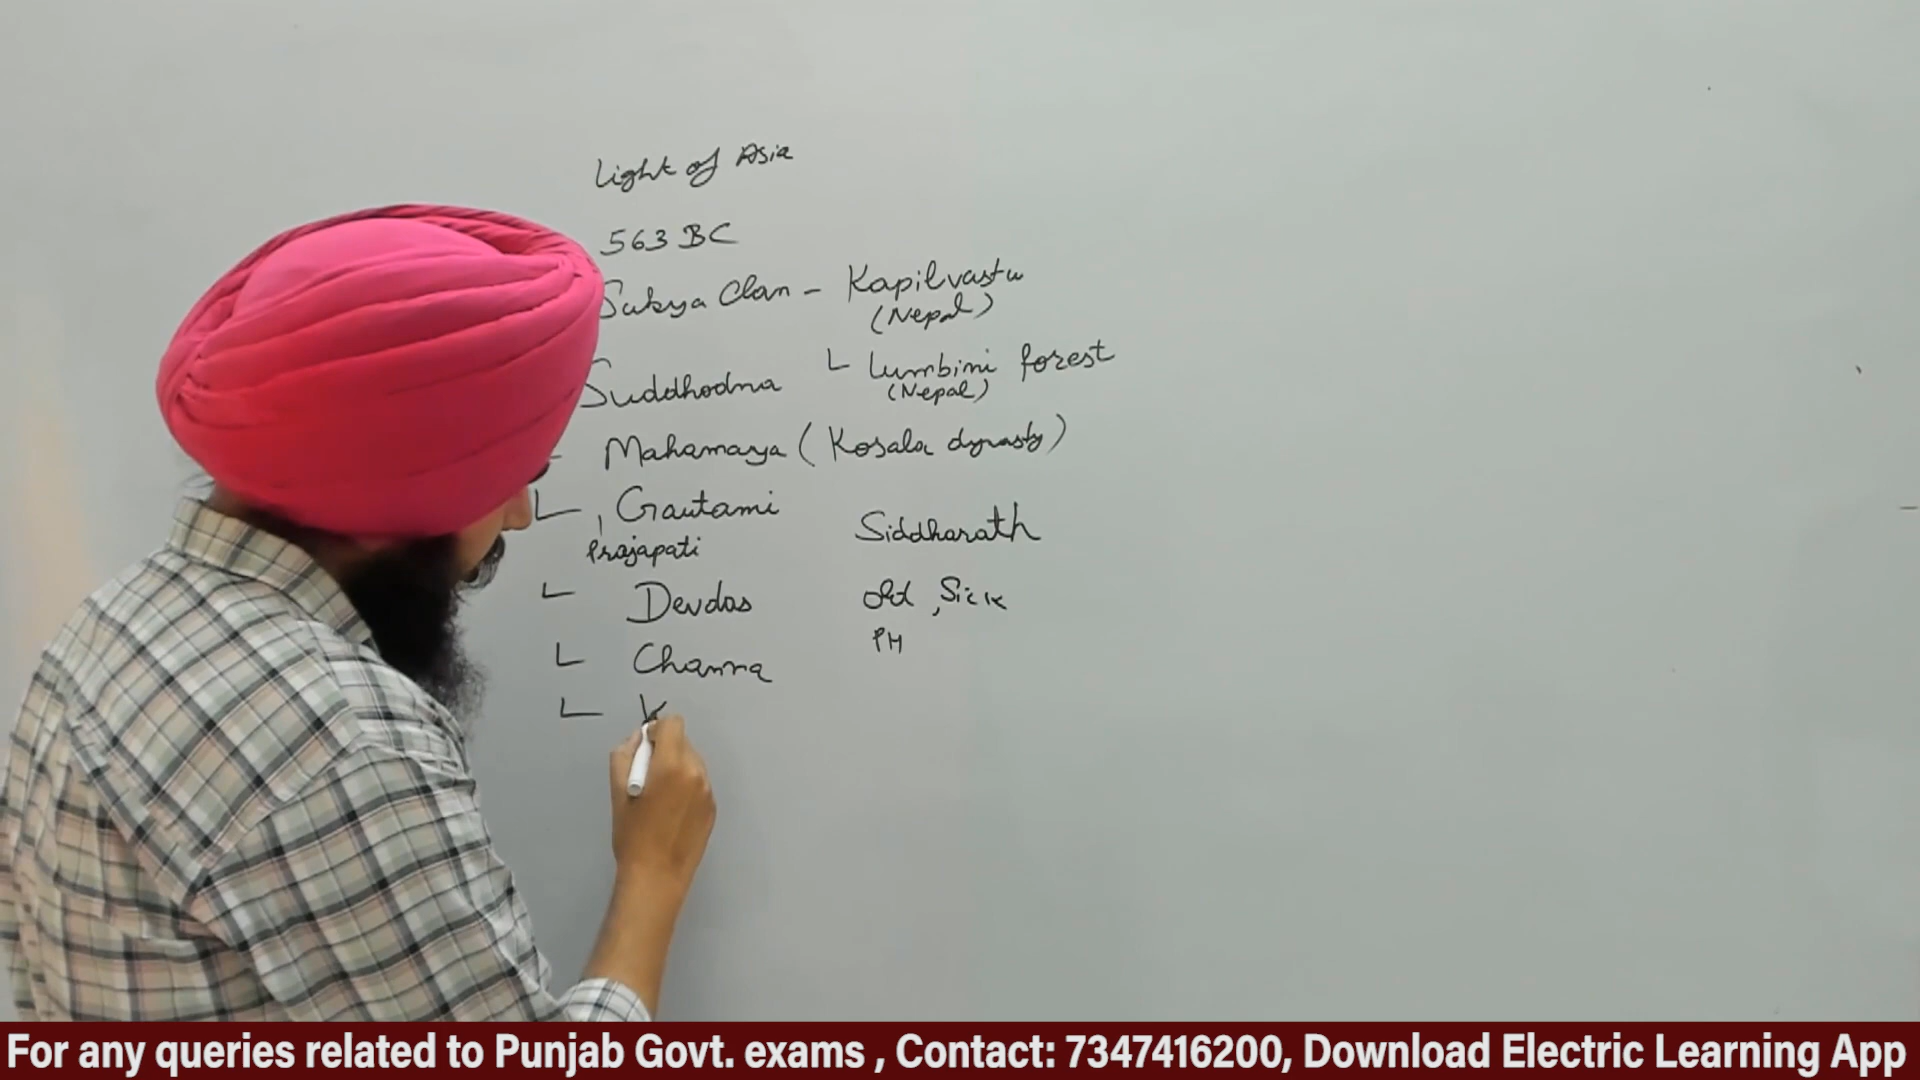 Light of Asia
563 BC
Sakya Clan - Kapilvastu
(Nepal)
Suddhodna
Lumbini forest
(Nepal)
Mahamaya (Kosala dynasty)
Gautami
Prajapati
Siddharath
Devdas
old, Sick
PH
Channa
K
For any queries related to Punjab Govt. exams , Contact: 7347416200, Download Electric Learning App